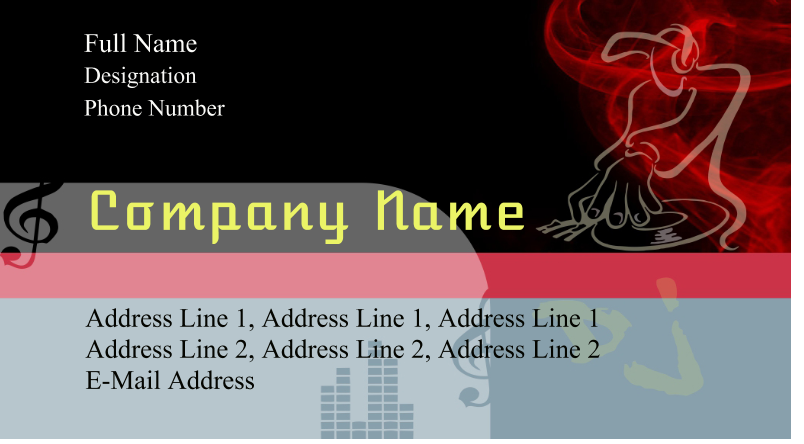 Full Name
Designation
Phone Number
Company Name
Address Line 1, Address Line 1, Address Line 1
Address Line 2, Address Line 2, Address Line 2
E-Mail Address
DJ